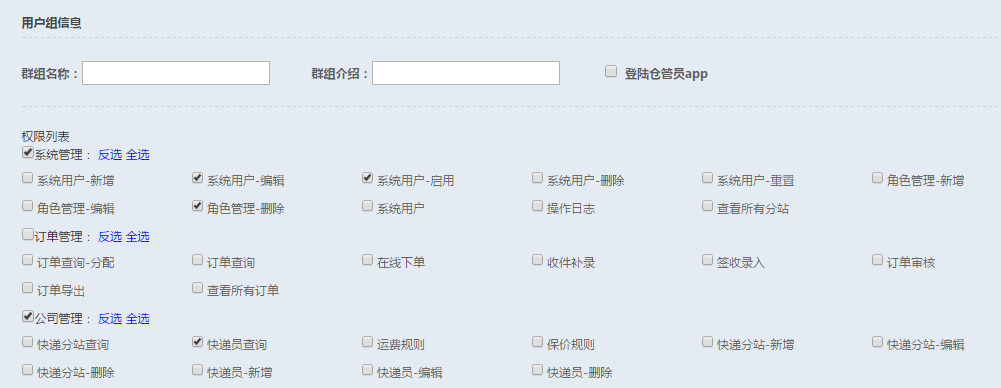 用户组信息
群组名称： 群组介绍： 登陆仓管员app
权限列表
系统管理： 反选 全选
系统用户-新增 系统用户-编辑 系统用户-启用 系统用户-删除 系统用户-重置 角色管理-新增
角色管理-编辑 角色管理-删除 系统用户 操作日志 查看所有分站
订单管理： 反选 全选
订单查询-分配 订单查询 在线下单 收件补录 签收录入 订单审核
订单导出 查看所有订单
公司管理： 反选 全选
快递分站查询 快递员查询 运费规则 保价规则 快递分站-新增 快递分站-编辑
快递分站-删除 快递员-新增 快递员-编辑 快递员-删除